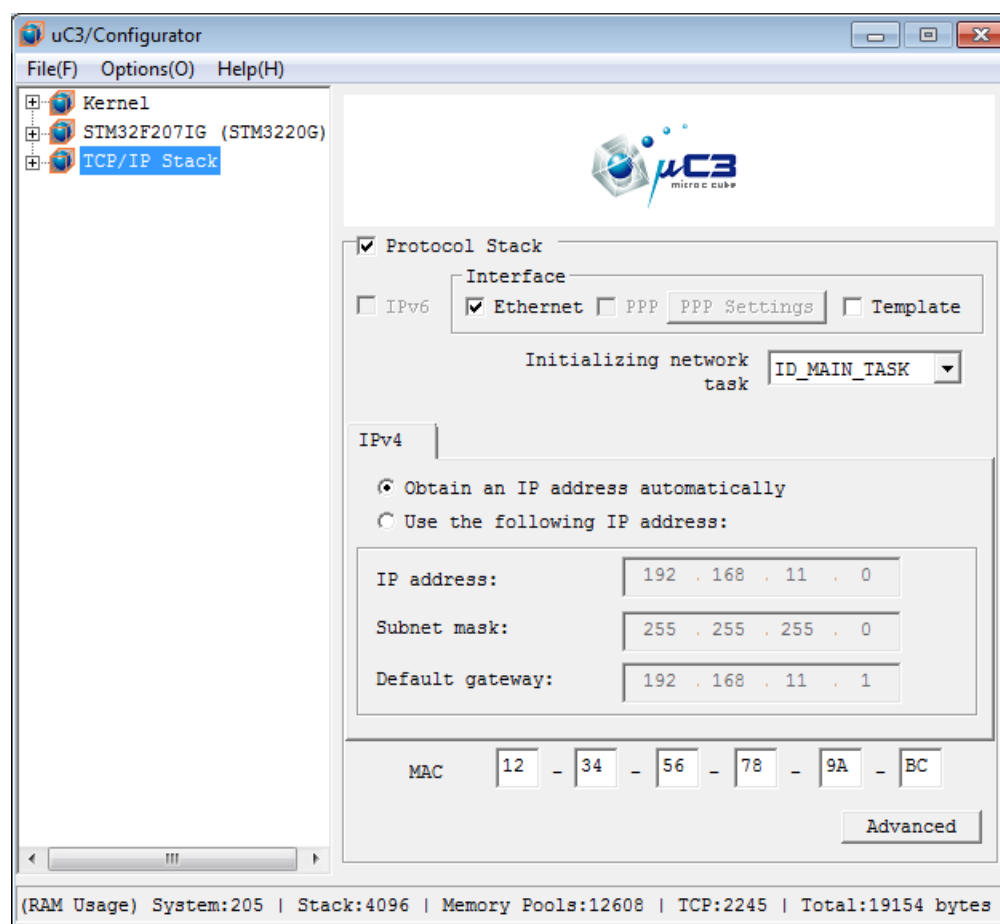 uC3/Configurator
File(F) Options(O) Help(H)
Kernel
STM32F207IG (STM3220G)
TCP/IP Stack
μC3
micro c cube
Protocol Stack
Interface
IPv6 Ethernet PPP PPP Settings Template
Initializing network
task
ID_MAIN_TASK
IPv4
Obtain an IP address automatically
Use the following IP address:
IP address: 192 . 168 . 11 . 0
Subnet mask: 255 . 255 . 255 . 0
Default gateway: 192 . 168 . 11 . 1
MAC 12 - 34 - 56 - 78 - 9A - BC
Advanced
(RAM Usage) System:205 | Stack:4096 | Memory Pools:12608 | TCP:2245 | Total:19154 bytes